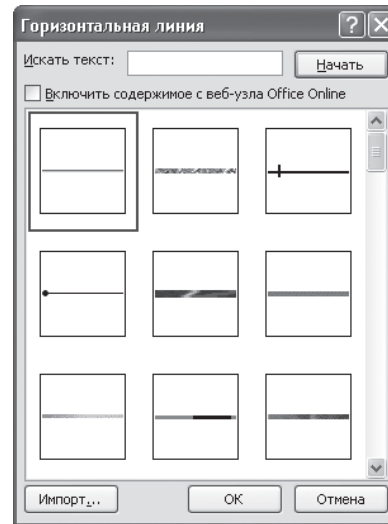 Горизонтальная линия
Искать текст:
Начать
Включить содержимое с веб-узла Office Online
Импорт...
ОК
Отмена